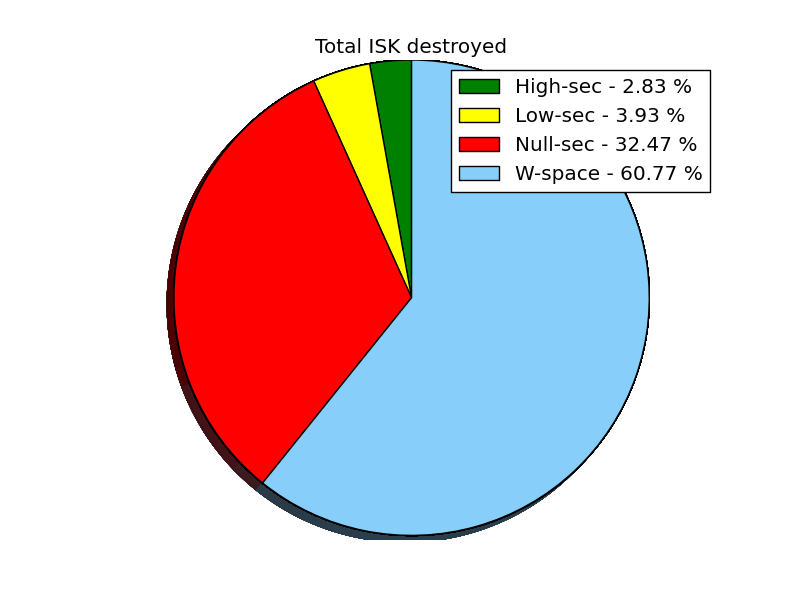 Total ISK destroyed
High-sec - 2.83 %
Low-sec - 3.93 %
Null-sec - 32.47 %
W-space - 60.77 %